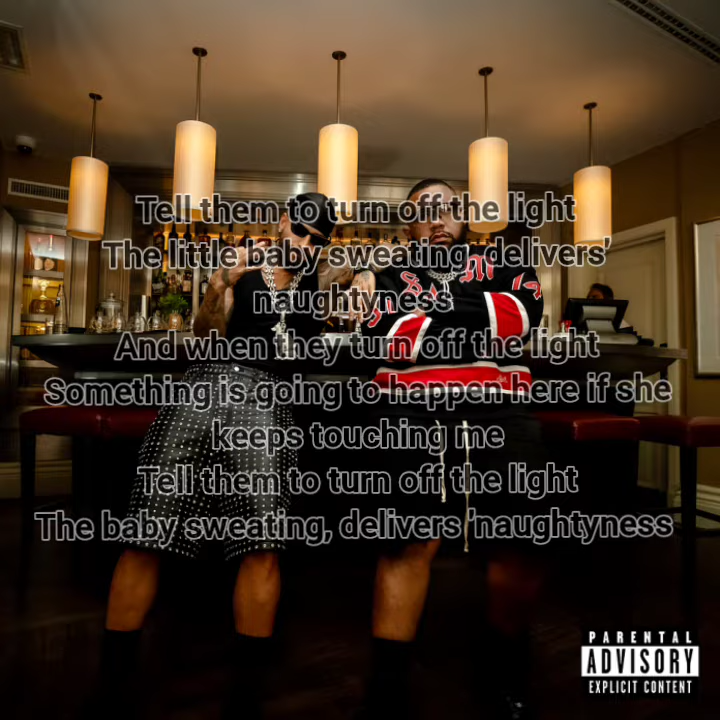 Tell them to turn off the light
The little baby sweating, delivers'
naughtyness
And when they turn off the light
Something is going to happen here if she
keeps touching me
Tell them to turn off the light
The baby sweating, delivers 'naughtyness
PARENTAL
ADVISORY
EXPLICIT CONTENT